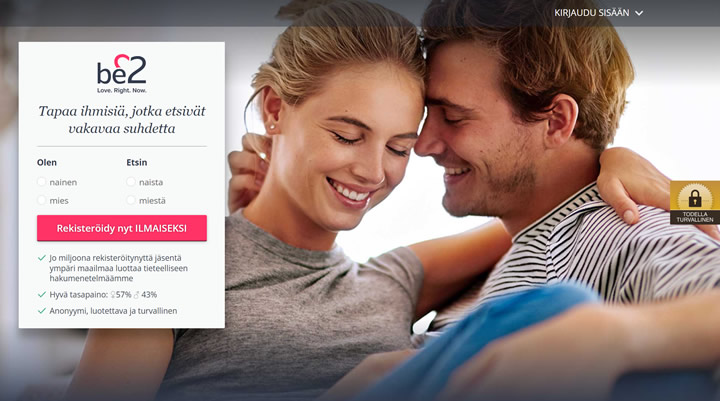 KIRJAUDU SISÄÄN
be2
Love. Right. Now.
Tapaa ihmisiä, jotka etsivät
vakavaa suhdetta
Olen
Etsin
nainen
naista
mies
miestä
Rekisteröidy nyt ILMAISEKSI
Jo miljoona rekisteröitynyttä jäsentä
ympäri maailmaa luottaa tieteelliseen
hakumenetelmäämme
Hyvä tasapaino: ♀57% ♂ 43%
Anonyymi, luotettava ja turvallinen
TODELLA
TURVALLINEN